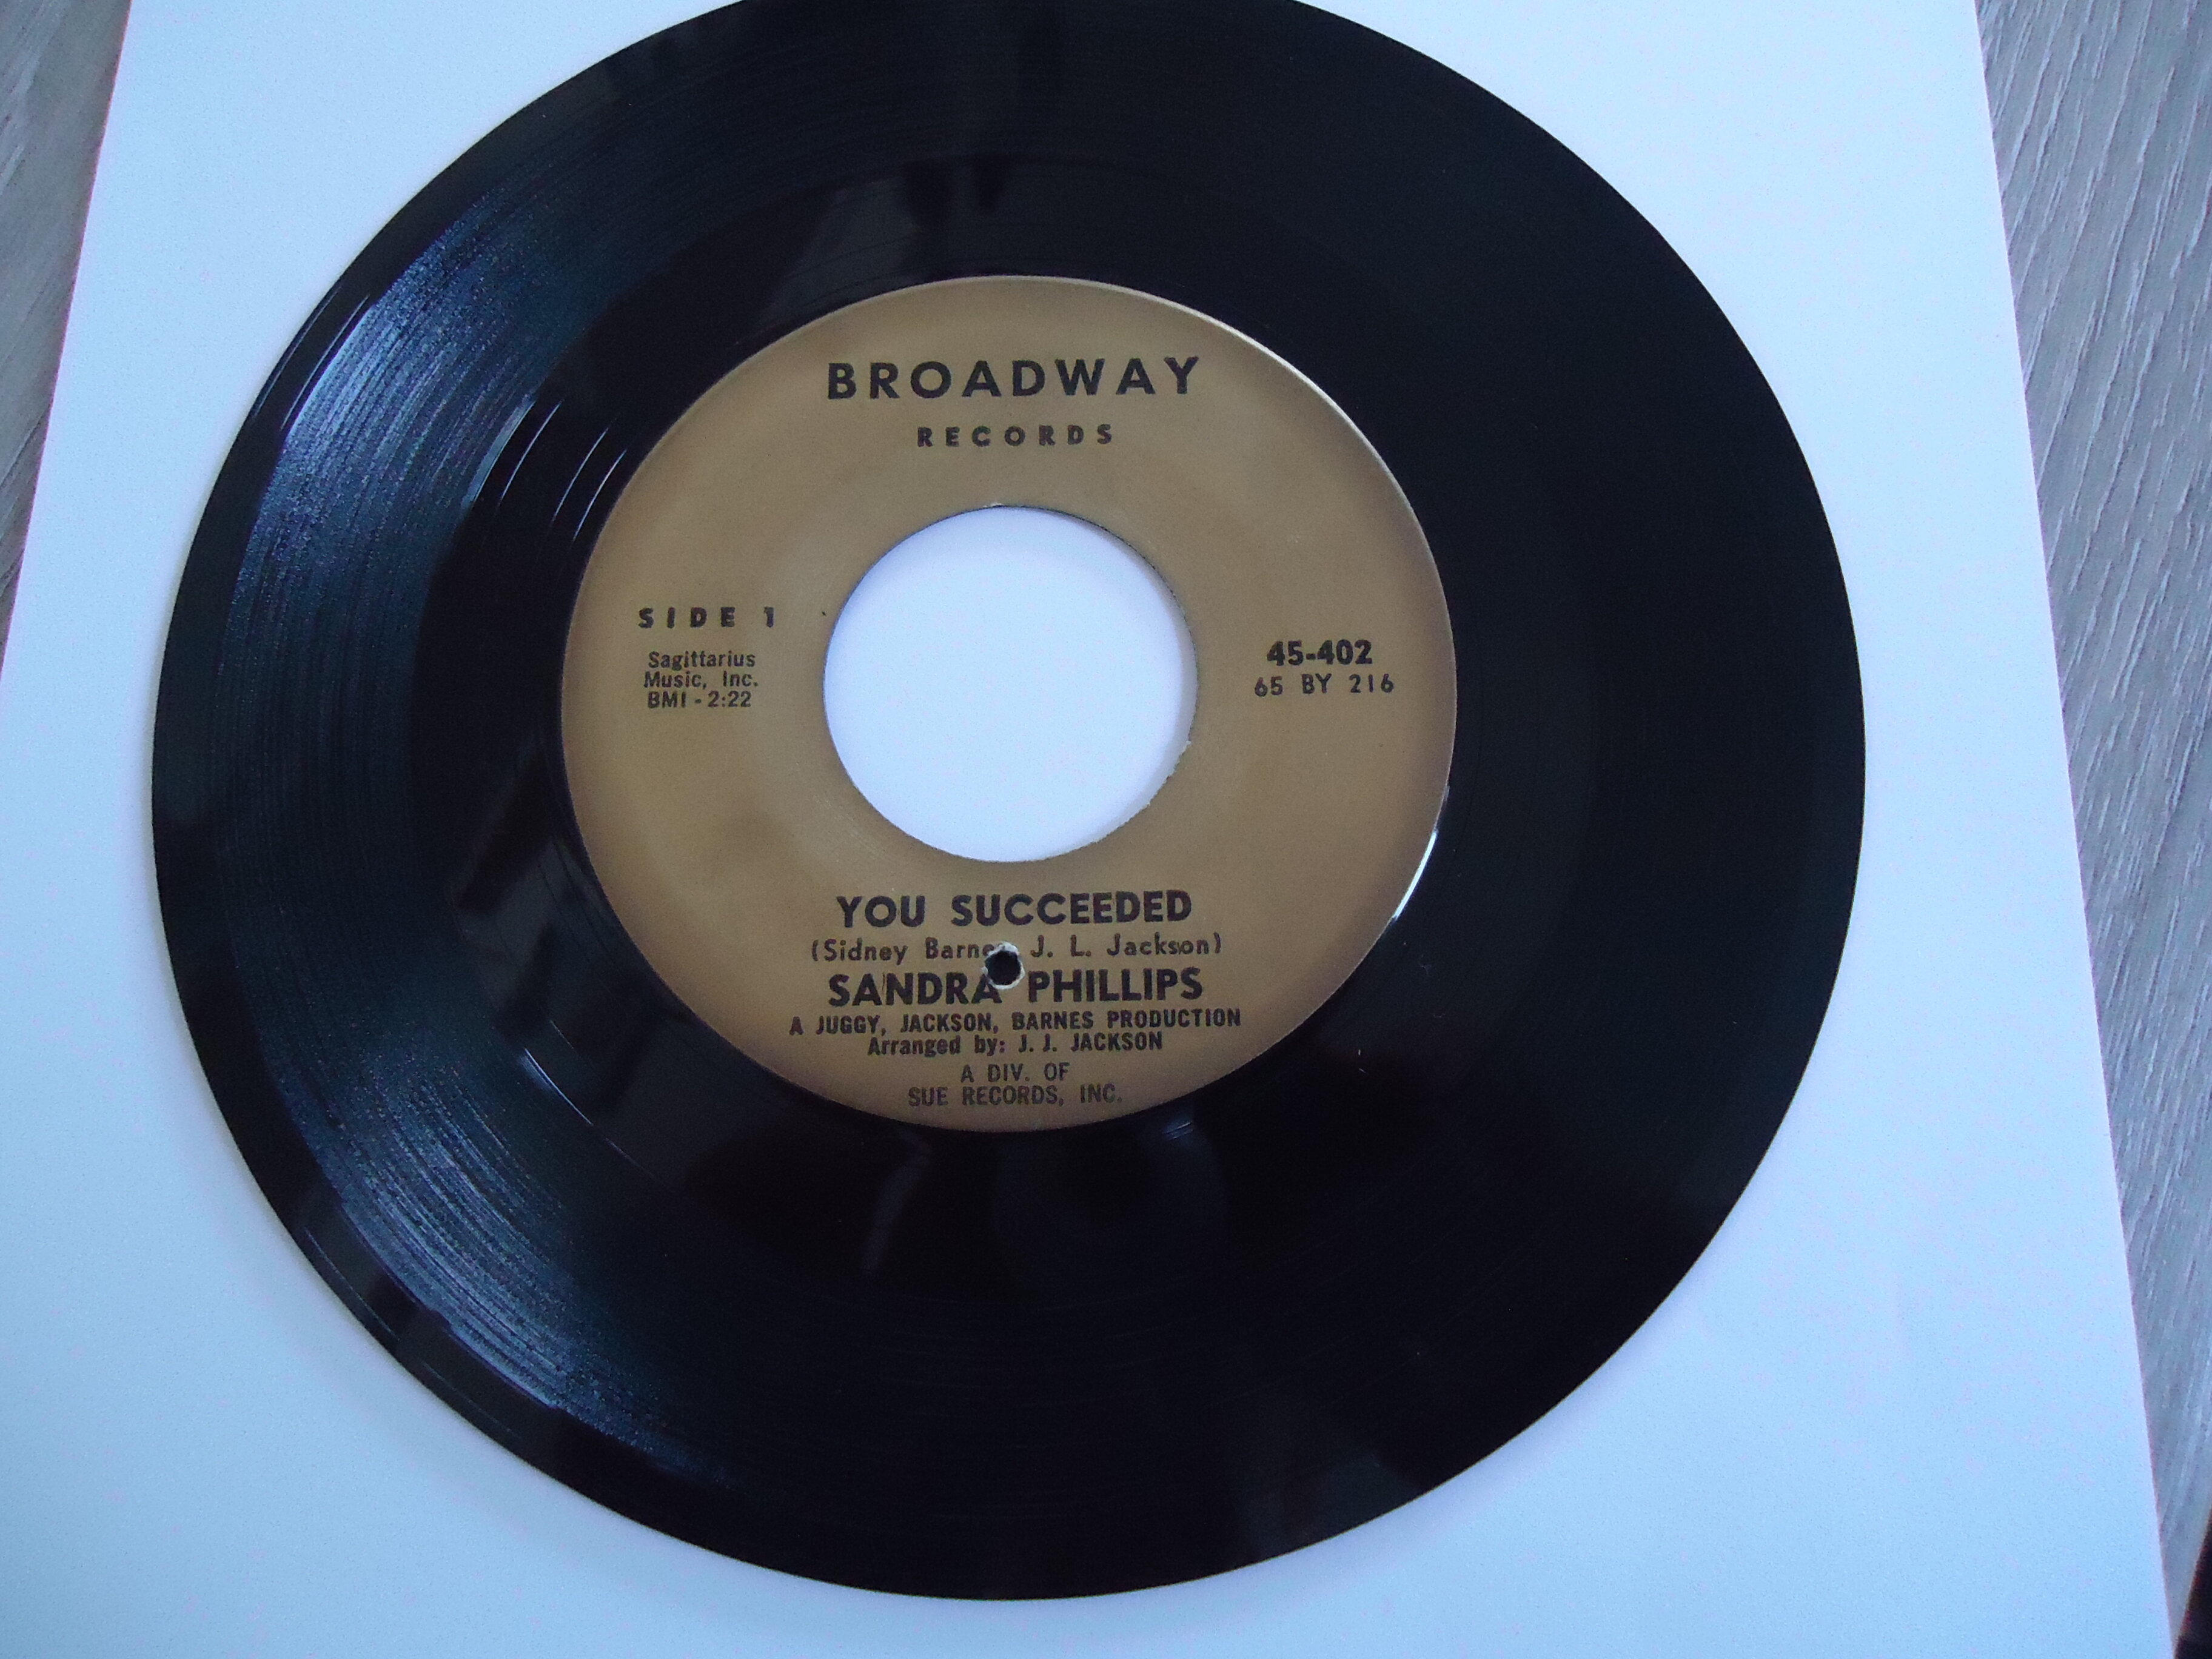 BROADWAY
RECORDS
SIDE 1
Sagittarius
Music, Inc.
BMI - 2:22
45-402
65 BY 216
YOU SUCCEEDED
(Sidney J. L. Jackson)
SANDRA PHILLIPS
A JUGGY, JACKSON, BARNES PRODUCTION
Arranged by: J. J. JACKSON
A DIV. OF
SUE RECORDS, INC.